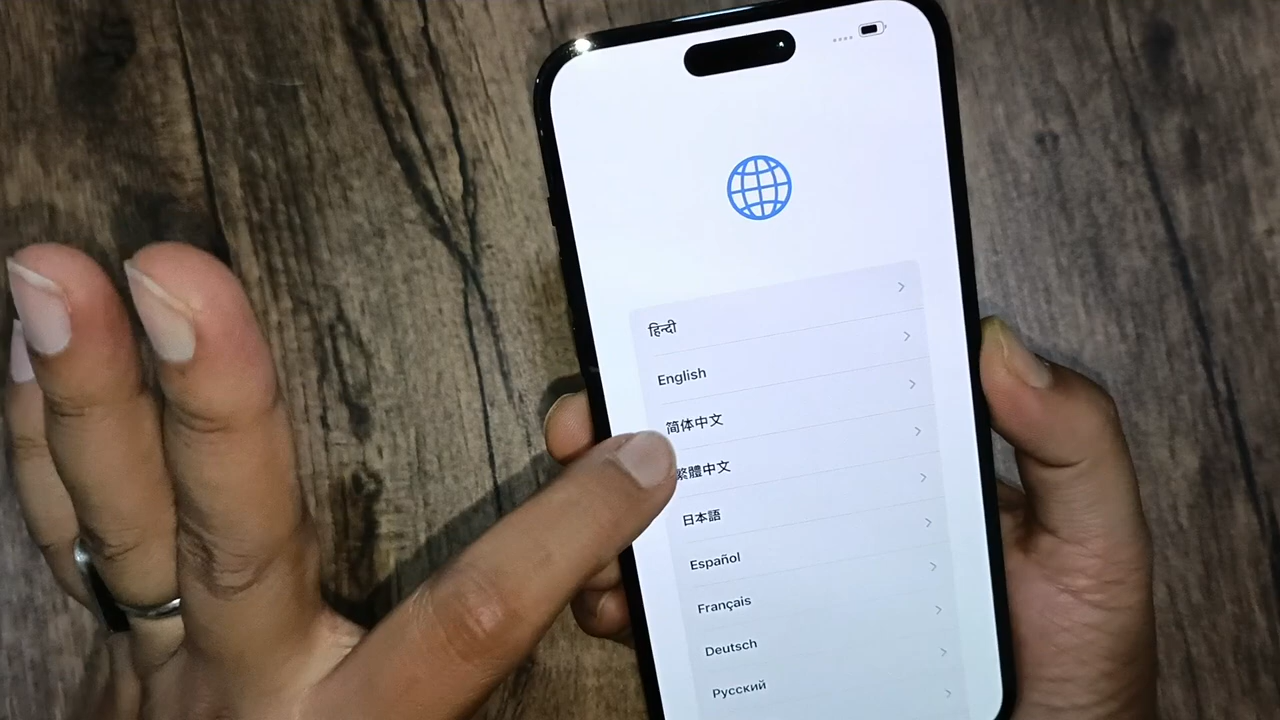 हिन्दी
English
简体中文
繁體中文
日本語
Español
Français
Deutsch
Русский